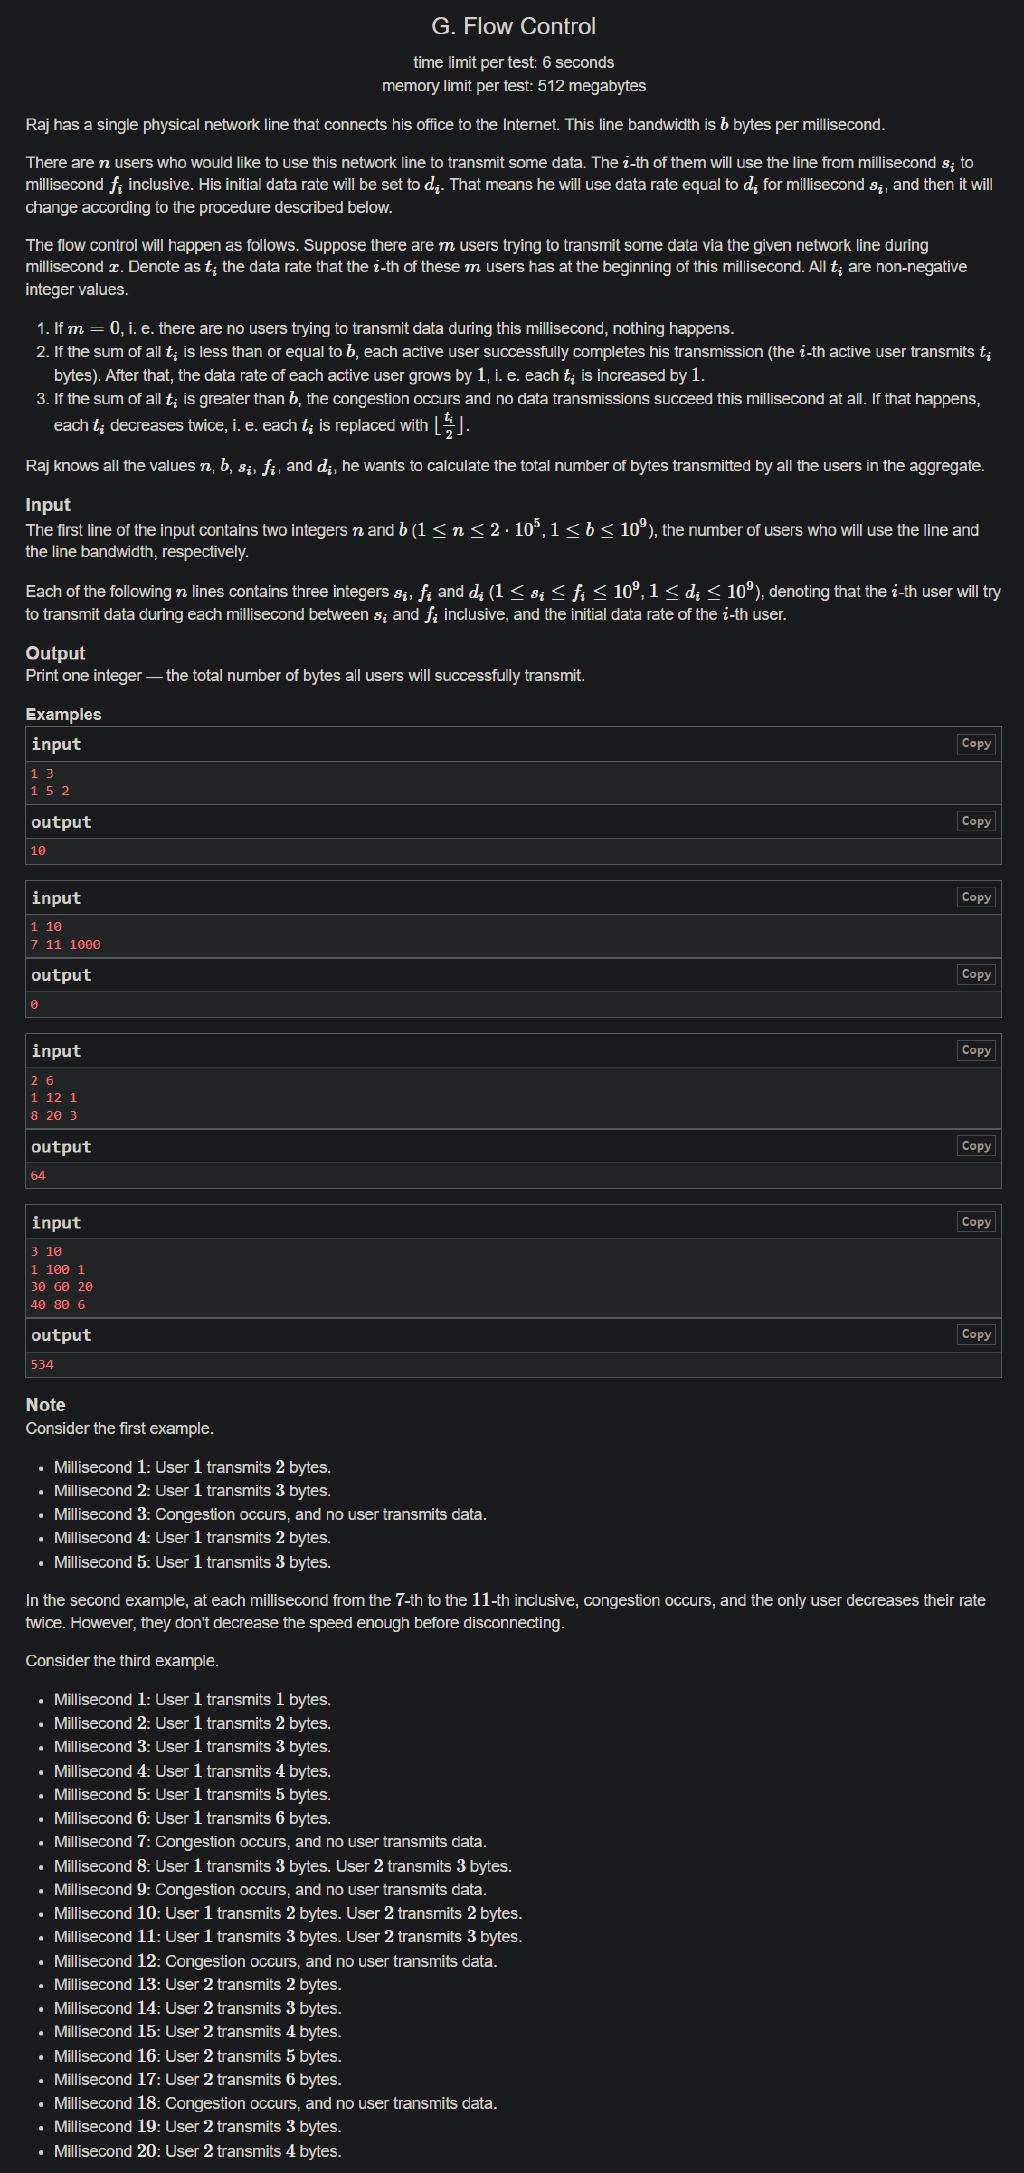 G. Flow Control
time limit per test: 6 seconds
memory limit per test: 512 megabytes
Raj has a single physical network line that connects his office to the Internet. This line bandwidth is b bytes per millisecond.
There are n users who would like to use this network line to transmit some data. The i-th of them will use the line from millisecond s_i to
millisecond f_i inclusive. His initial data rate will be set to d_i. That means he will use data rate equal to d_i for millisecond s_i, and then it will
change according to the procedure described below.
The flow control will happen as follows. Suppose there are m users trying to transmit some data via the given network line during
millisecond x. Denote as t_i the data rate that the i-th of these m users has at the beginning of this millisecond. All t_i are non-negative
integer values.
1. If m = 0, i. e. there are no users trying to transmit data during this millisecond, nothing happens.
2. If the sum of all t_i is less than or equal to b, each active user successfully completes his transmission (the i-th active user transmits t_i
bytes). After that, the data rate of each active user grows by 1, i. e. each t_i is increased by 1.
3. If the sum of all t_i is greater than b, the congestion occurs and no data transmissions succeed this millisecond at all. If that happens,
each t_i decreases twice, i. e. each t_i is replaced with ⌊t_i/2⌋.
Raj knows all the values n, b, s_i, f_i, and d_i, he wants to calculate the total number of bytes transmitted by all the users in the aggregate.
Input
The first line of the input contains two integers n and b (1 ≤ n ≤ 2 · 10^5, 1 ≤ b ≤ 10^9), the number of users who will use the line and
the line bandwidth, respectively.
Each of the following n lines contains three integers s_i, f_i and d_i (1 ≤ s_i ≤ f_i ≤ 10^9, 1 ≤ d_i ≤ 10^9), denoting that the i-th user will try
to transmit data during each millisecond between s_i and f_i inclusive, and the initial data rate of the i-th user.
Output
Print one integer — the total number of bytes all users will successfully transmit.
Examples
input
Copy
1 3
1 5 2
output
Copy
10
input
Copy
1 10
7 11 1000
output
Copy
0
input
Copy
2 6
1 12 1
8 20 3
output
Copy
64
input
Copy
3 10
1 100 1
30 60 20
40 80 6
output
Copy
534
Note
Consider the first example.
• Millisecond 1: User 1 transmits 2 bytes.
• Millisecond 2: User 1 transmits 3 bytes.
• Millisecond 3: Congestion occurs, and no user transmits data.
• Millisecond 4: User 1 transmits 2 bytes.
• Millisecond 5: User 1 transmits 3 bytes.
In the second example, at each millisecond from the 7-th to the 11-th inclusive, congestion occurs, and the only user decreases their rate
twice. However, they don't decrease the speed enough before disconnecting.
Consider the third example.
• Millisecond 1: User 1 transmits 1 bytes.
• Millisecond 2: User 1 transmits 2 bytes.
• Millisecond 3: User 1 transmits 3 bytes.
• Millisecond 4: User 1 transmits 4 bytes.
• Millisecond 5: User 1 transmits 5 bytes.
• Millisecond 6: User 1 transmits 6 bytes.
• Millisecond 7: Congestion occurs, and no user transmits data.
• Millisecond 8: User 1 transmits 3 bytes. User 2 transmits 3 bytes.
• Millisecond 9: Congestion occurs, and no user transmits data.
• Millisecond 10: User 1 transmits 2 bytes. User 2 transmits 2 bytes.
• Millisecond 11: User 1 transmits 3 bytes. User 2 transmits 3 bytes.
• Millisecond 12: Congestion occurs, and no user transmits data.
• Millisecond 13: User 2 transmits 2 bytes.
• Millisecond 14: User 2 transmits 3 bytes.
• Millisecond 15: User 2 transmits 4 bytes.
• Millisecond 16: User 2 transmits 5 bytes.
• Millisecond 17: User 2 transmits 6 bytes.
• Millisecond 18: Congestion occurs, and no user transmits data.
• Millisecond 19: User 2 transmits 3 bytes.
• Millisecond 20: User 2 transmits 4 bytes.